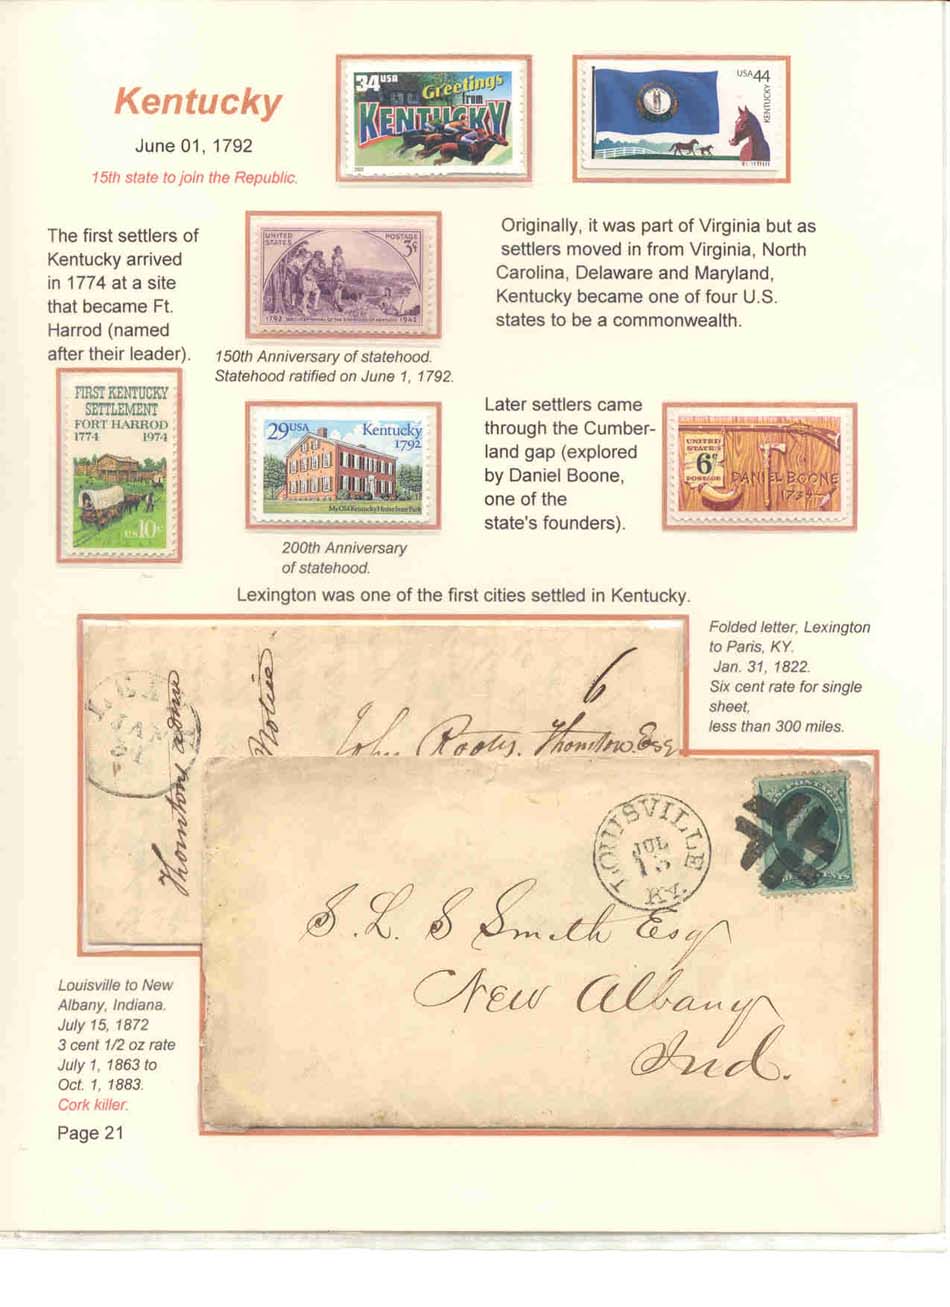 Kentucky
June 01, 1792
15th state to join the Republic.
34 USA
Greetings
from
KENTUCKY
2002
USA 44
KENTUCKY
The first settlers of
Kentucky arrived
in 1774 at a site
that became Ft.
Harrod (named
after their leader).
UNITED
STATES
POSTAGE
3¢
1792 SESQUICENTENNIAL OF THE STATEHOOD OF KENTUCKY 1942
150th Anniversary of statehood.
Statehood ratified on June 1, 1792.
Originally, it was part of Virginia but as
settlers moved in from Virginia, North
Carolina, Delaware and Maryland,
Kentucky became one of four U.S.
states to be a commonwealth.
FIRST KENTUCKY
SETTLEMENT
FORT HARROD
1774 1974
US 10c
29 USA
Kentucky
1792
My Old Kentucky Home State Park
200th Anniversary
of statehood.
Later settlers came
through the Cumber-
land gap (explored
by Daniel Boone,
one of the
state's founders).
UNITED
STATES
6¢
POSTAGE
DANIEL BOONE
1734
Lexington was one of the first cities settled in Kentucky.
Folded letter, Lexington
to Paris, KY.
Jan. 31, 1822.
Six cent rate for single
sheet,
less than 300 miles.
6
JAN
John Thornton Esq
LOUISVILLE
JUL
15
KY.
S. L. S Smith Esq
New Albany
Ind.
Louisville to New
Albany, Indiana.
July 15, 1872
3 cent 1/2 oz rate
July 1, 1863 to
Oct. 1, 1883.
Cork killer.
Page 21